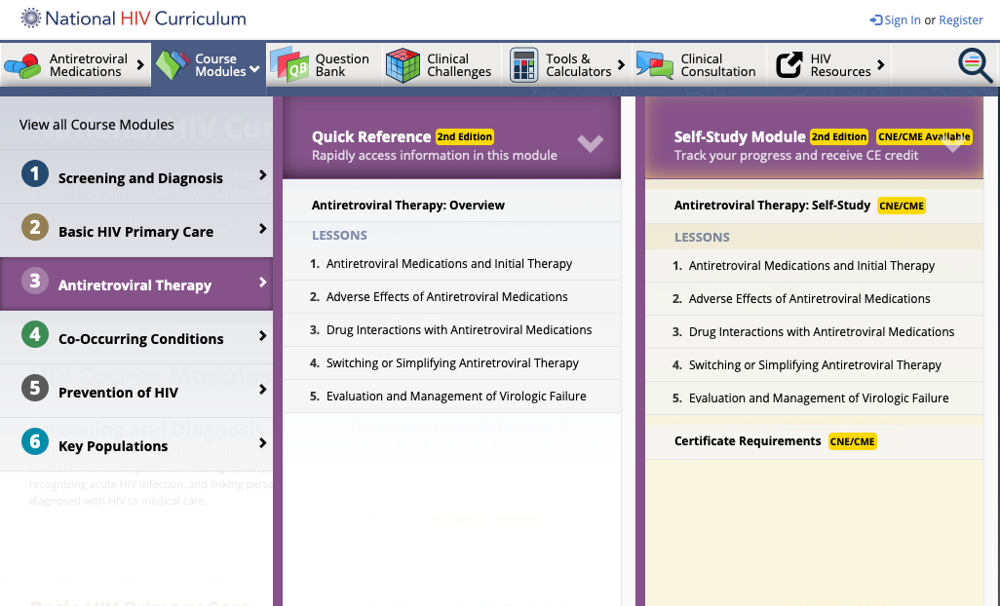 National HIV Curriculum
Sign In or Register
Antiretroviral Medications
Course Modules
QB
Question Bank
Clinical Challenges
Tools & Calculators
Clinical Consultation
HIV Resources
View all Course Modules
1 Screening and Diagnosis
2 Basic HIV Primary Care
3 Antiretroviral Therapy
4 Co-Occurring Conditions
5 Prevention of HIV
6 Key Populations
recognizing acute HIV infection, and linking perso
diagnosed with HIV to medical care.
Basic HIV Primary Care
Quick Reference 2nd Edition
Rapidly access information in this module
Antiretroviral Therapy: Overview
LESSONS
1. Antiretroviral Medications and Initial Therapy
2. Adverse Effects of Antiretroviral Medications
3. Drug Interactions with Antiretroviral Medications
4. Switching or Simplifying Antiretroviral Therapy
5. Evaluation and Management of Virologic Failure
Self-Study Module 2nd Edition CNE/CME Available
Track your progress and receive CE credit
Antiretroviral Therapy: Self-Study CNE/CME
LESSONS
1. Antiretroviral Medications and Initial Therapy
2. Adverse Effects of Antiretroviral Medications
3. Drug Interactions with Antiretroviral Medications
4. Switching or Simplifying Antiretroviral Therapy
5. Evaluation and Management of Virologic Failure
Certificate Requirements CNE/CME